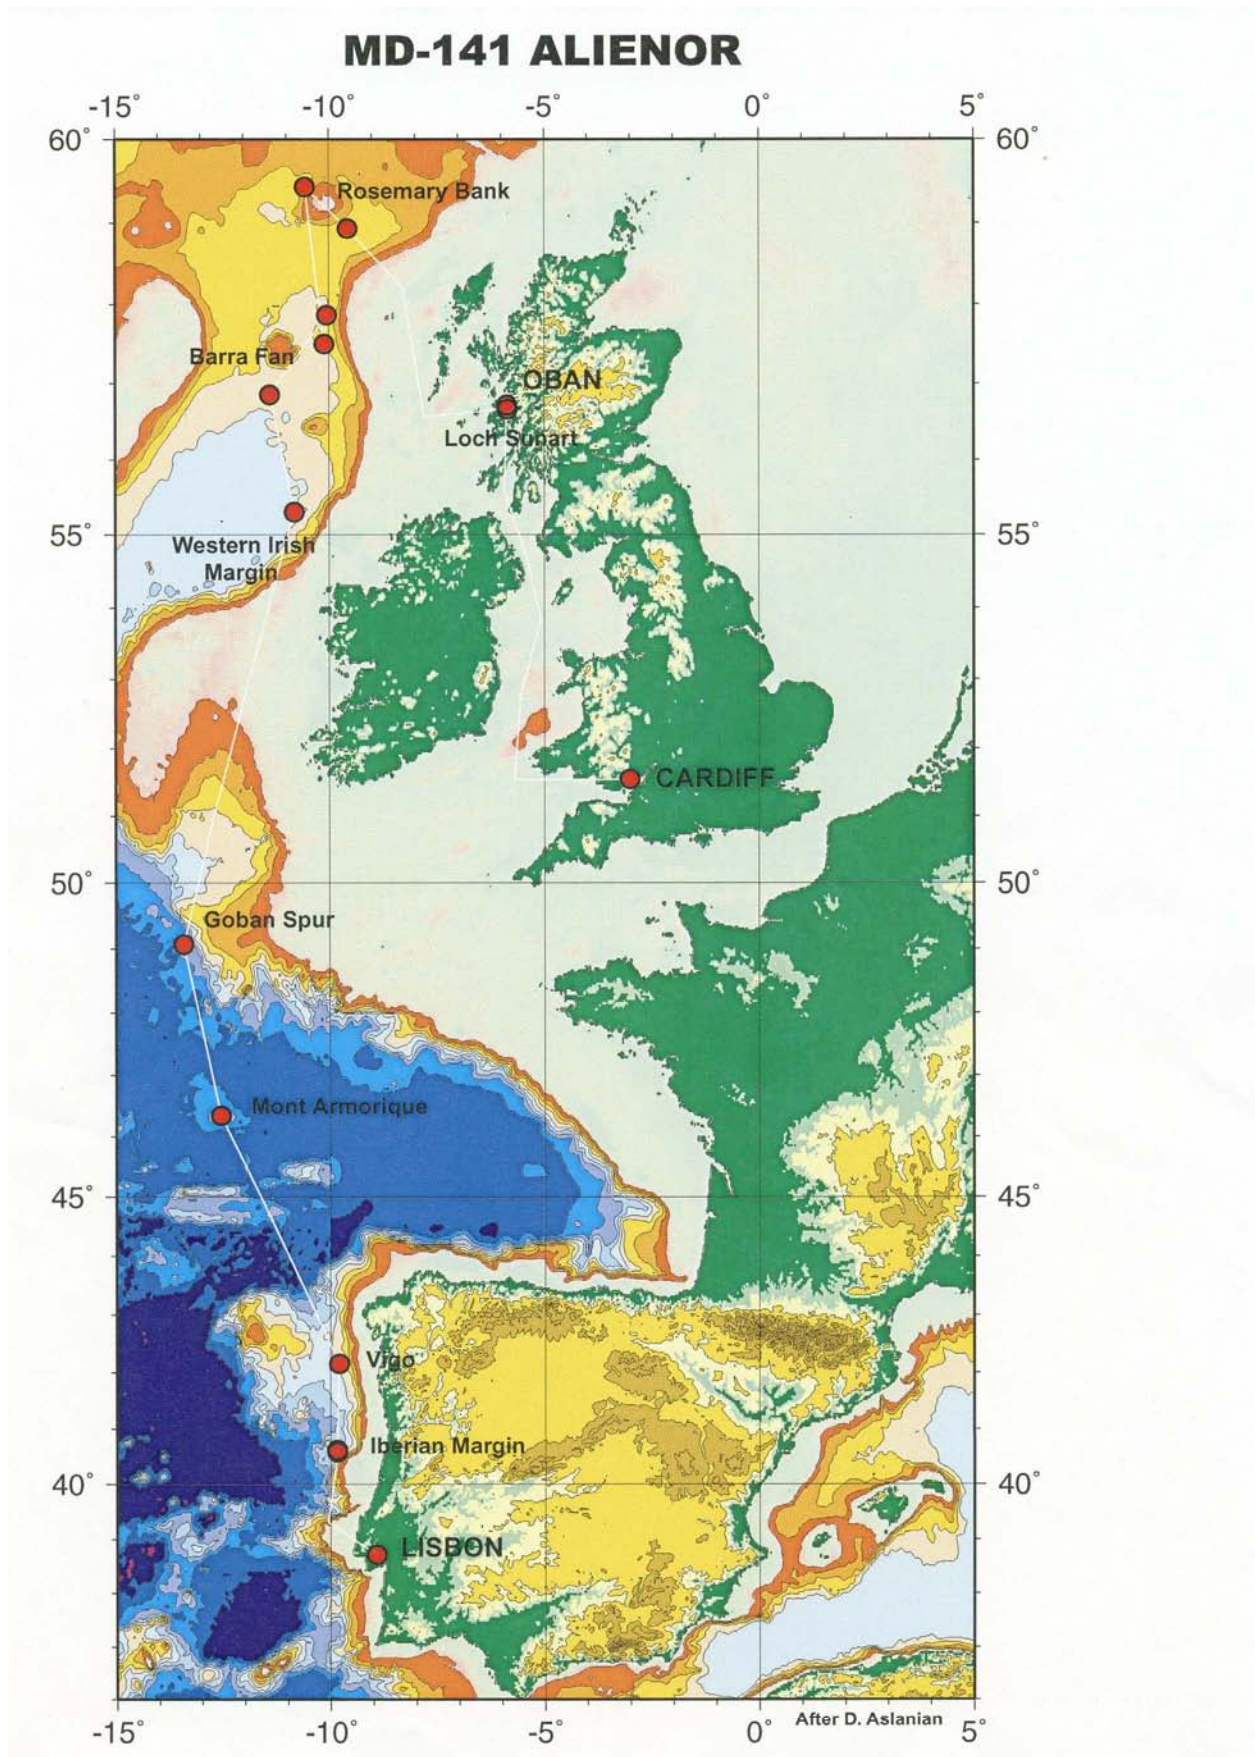 MD-141 ALIENOR
-15° -10° -5° 0° 5°
60° 60°
Rosemary Bank
Barra Fan
OBAN
Loch Sunart
55° 55°
Western Irish
Margin
CARDIFF
50° 50°
Goban Spur
Mont Armorique
45° 45°
Vigo
Iberian Margin
40° 40°
LISBON
After D. Aslanian
-15° -10° -5° 0° 5°